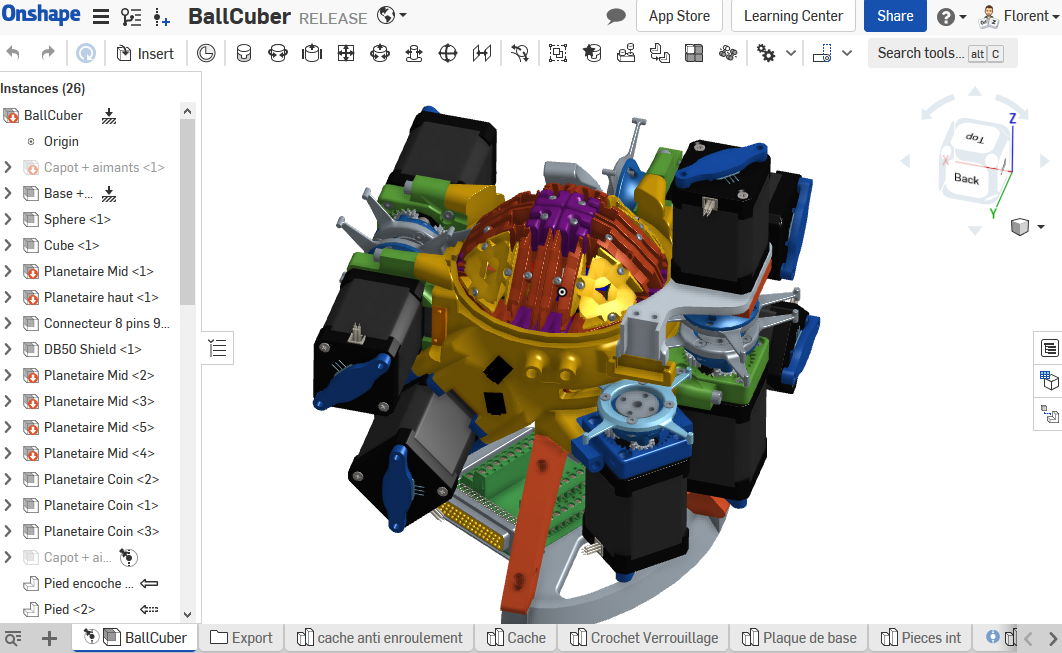 Onshape
BallCuber RELEASE
App Store
Learning Center
Share
Florent
Insert
Search tools... alt C
Instances (26)
BallCuber
Origin
Capot + aimants <1>
Base +...
Sphere <1>
Cube <1>
Planetaire Mid <1>
Planetaire haut <1>
Connecteur 8 pins 9...
DB50 Shield <1>
Planetaire Mid <2>
Planetaire Mid <3>
Planetaire Mid <5>
Planetaire Mid <4>
Planetaire Coin <2>
Planetaire Coin <1>
Planetaire Coin <3>
Capot + ai...
Pied encoche ...
Pied <2>
Z
Top
X
Back
Y
BallCuber
Export
cache anti enroulement
Cache
Crochet Verrouillage
Plaque de base
Pieces int